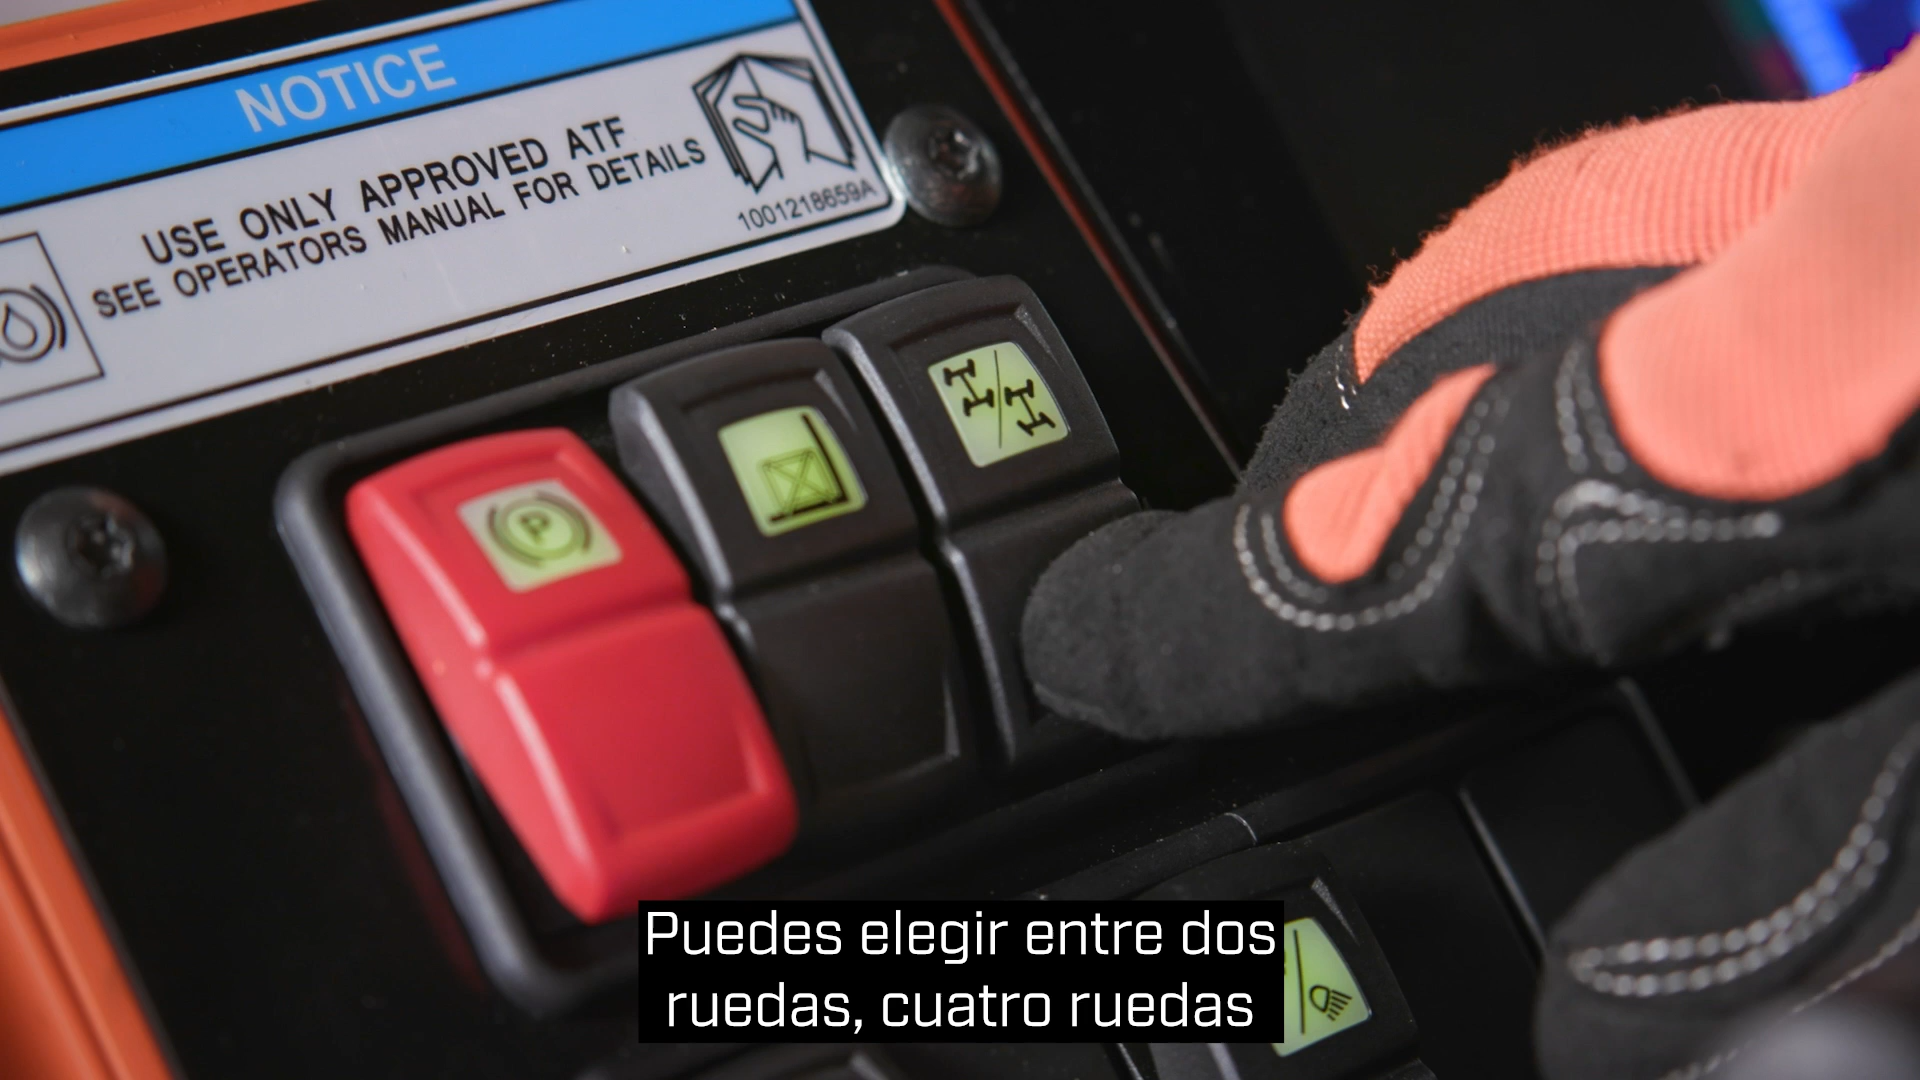 NOTICE
USE ONLY APPROVED ATF
SEE OPERATORS MANUAL FOR DETAILS
1001218659A
P
Puedes elegir entre dos
ruedas, cuatro ruedas